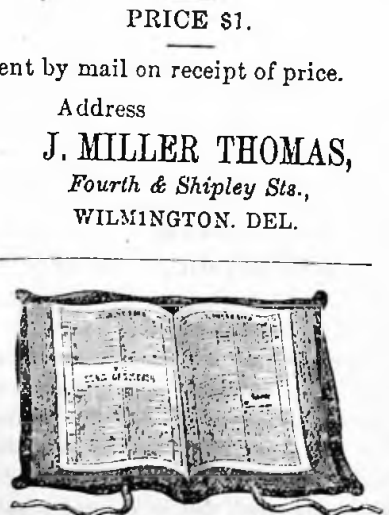 PRICE $1.
ent by mail on receipt of price.
Address
J. MILLER THOMAS,
Fourth & Shipley Sts.,
WILMINGTON. DEL.